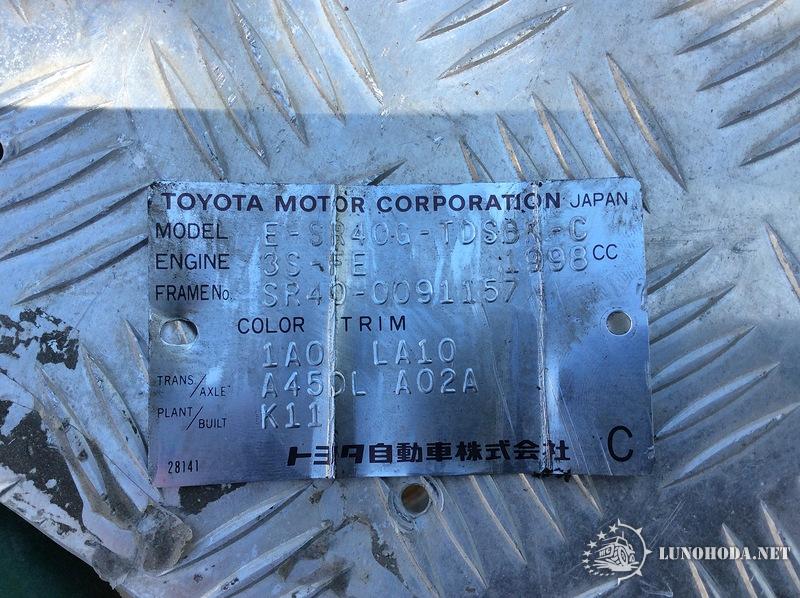 TOYOTA MOTOR CORPORATION JAPAN
MODEL E-SR40G-TDSBK-C
ENGINE 3S-FE 1998 CC
FRAME No. SR40-0091157
COLOR TRIM
1A0 LA10
TRANS./AXLE A450L A02A
PLANT/BUILT K11
トヨタ自動車株式会社 C
28141
LUNOHODA.NET